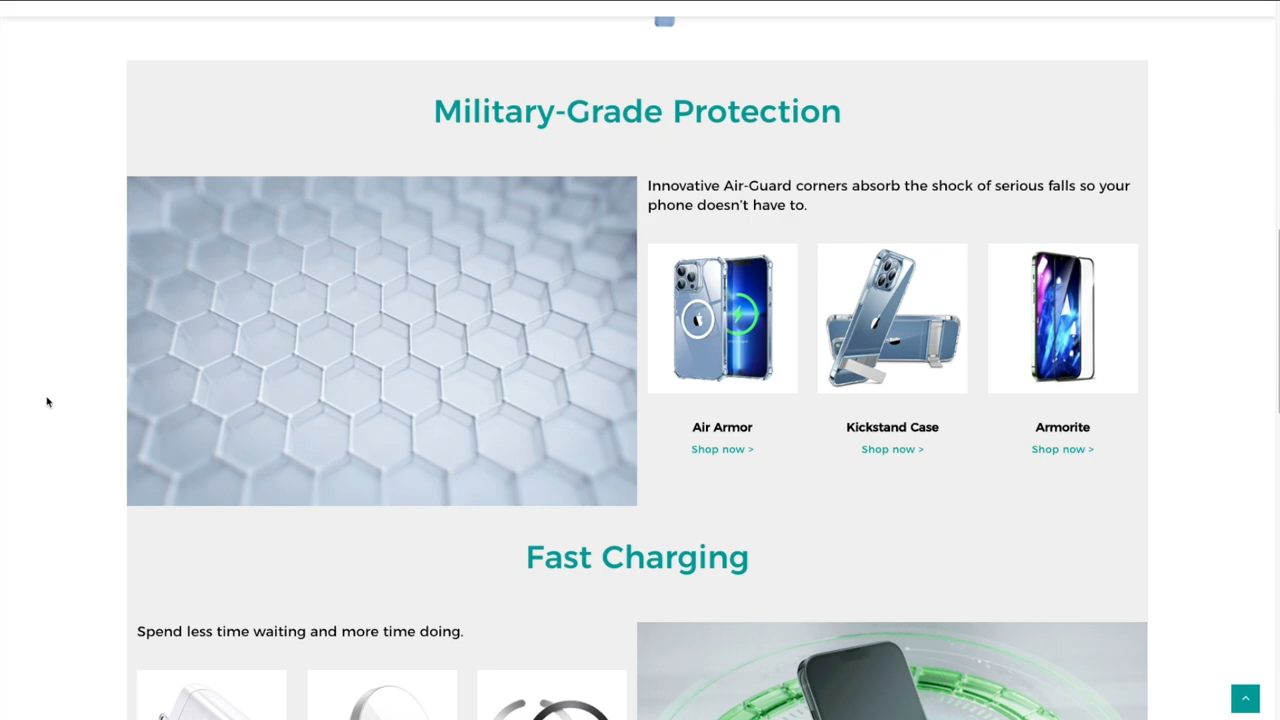 Military-Grade Protection
Innovative Air-Guard corners absorb the shock of serious falls so your
phone doesn't have to.
Air Armor
Shop now >
Kickstand Case
Shop now >
Armorite
Shop now >
Fast Charging
Spend less time waiting and more time doing.